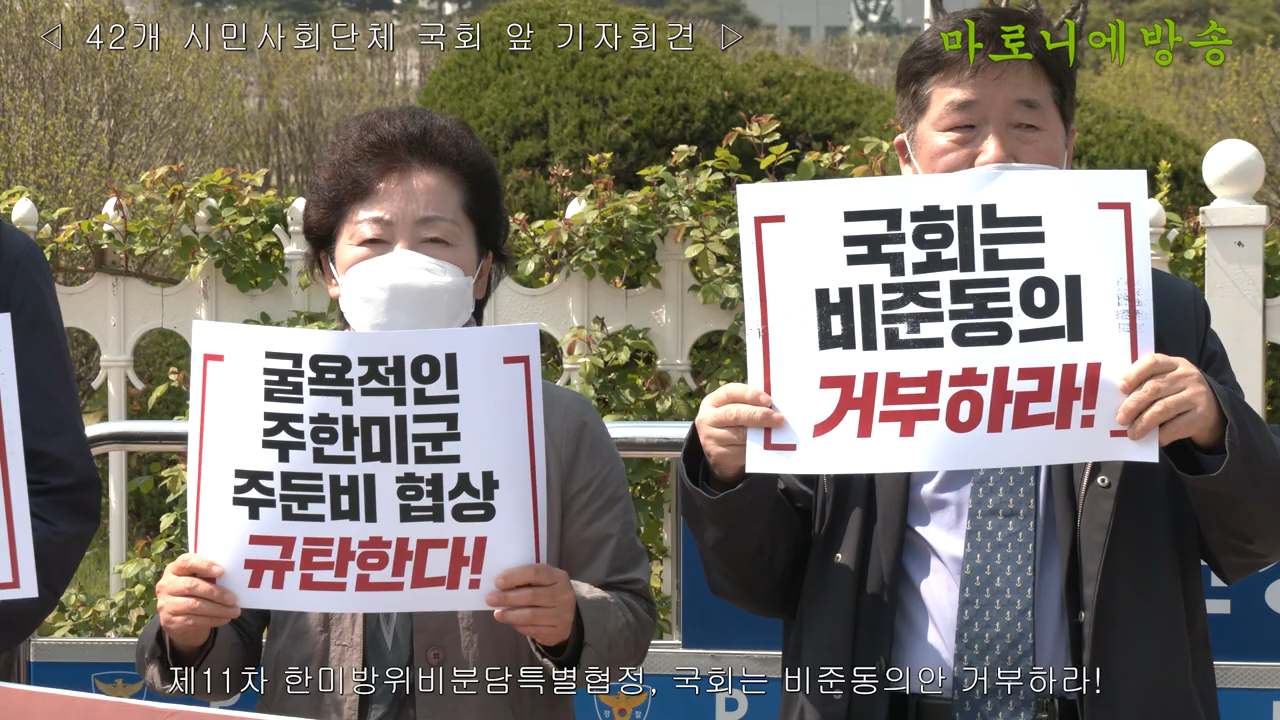 ◁ 42개 시민사회단체 국회 앞 기자회견 ▷
마로니에방송
국회는
비준동의
거부하라!
굴욕적인
주한미군
주둔비 협상
규탄한다!
제11차 한미방위비분담특별협정, 국회는 비준동의안 거부하라!